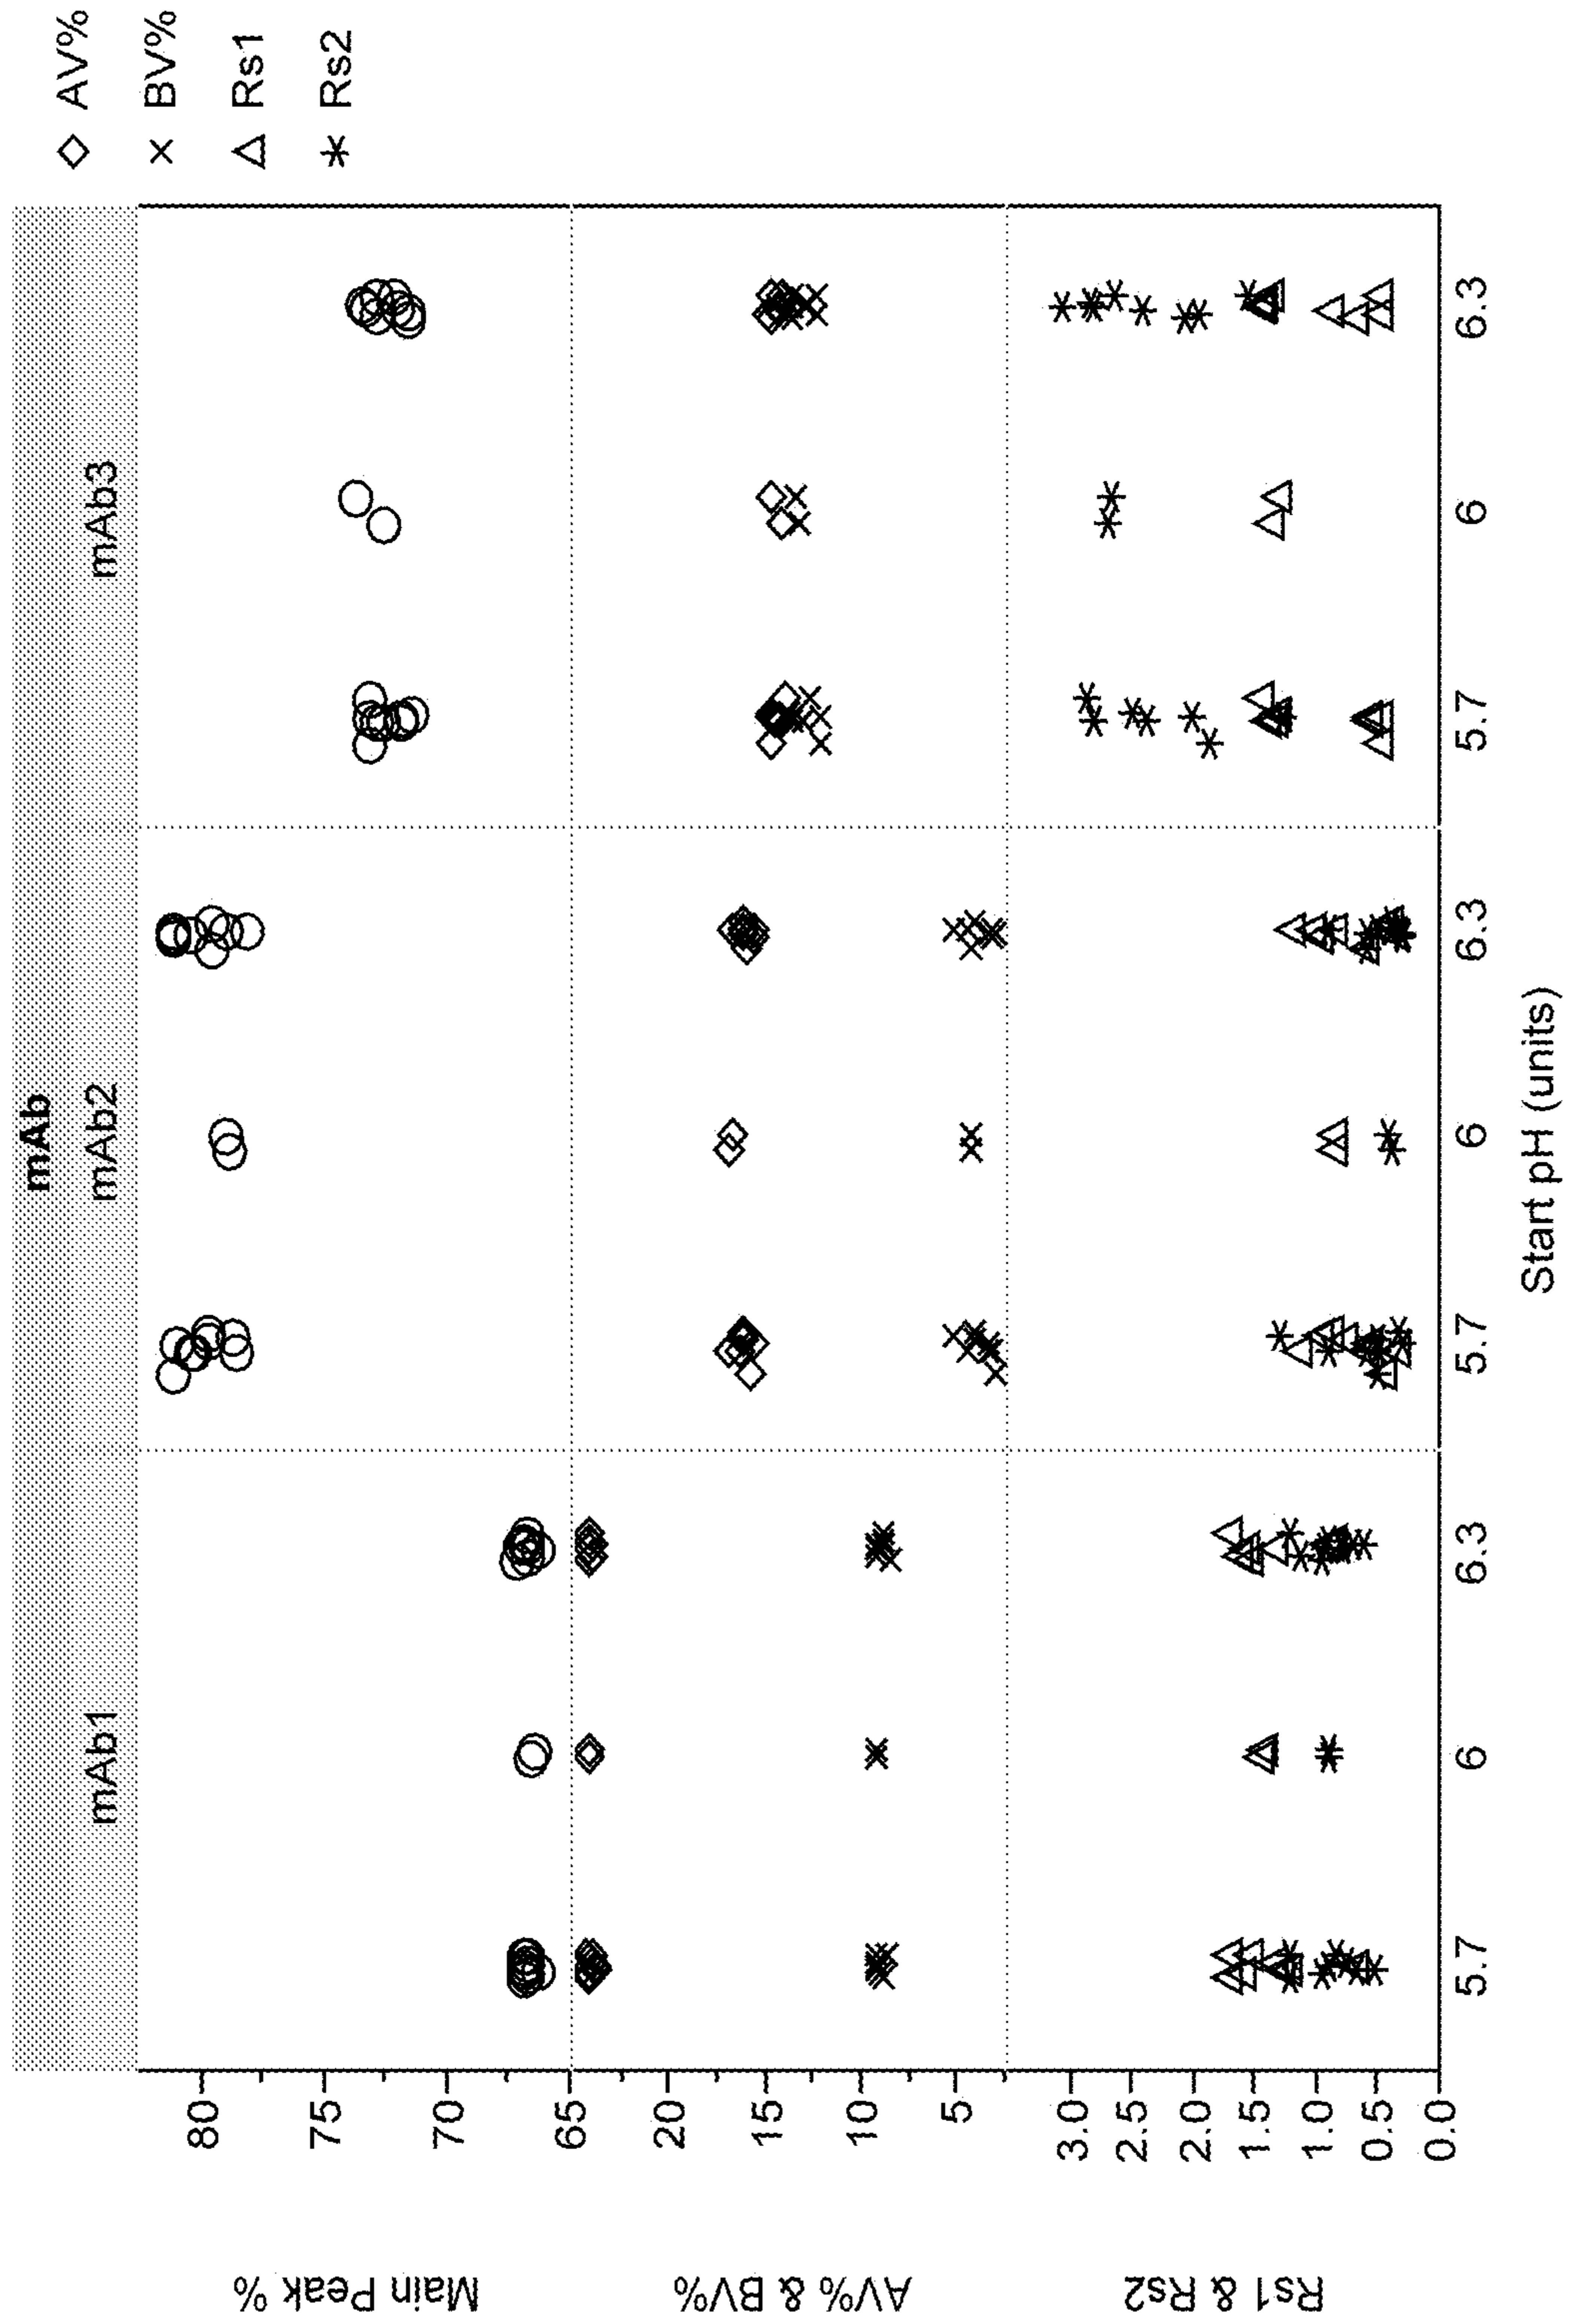 mAb
mAb1
mAb2
mAb3
Main Peak %
80
75
70
65
AV% & BV%
20
15
10
5
Rs1 & Rs2
3.0
2.5
2.0
1.5
1.0
0.5
0.0
5.7
6
6.3
5.7
6
6.3
5.7
6
6.3
Start pH (units)
AV%
BV%
Rs1
Rs2